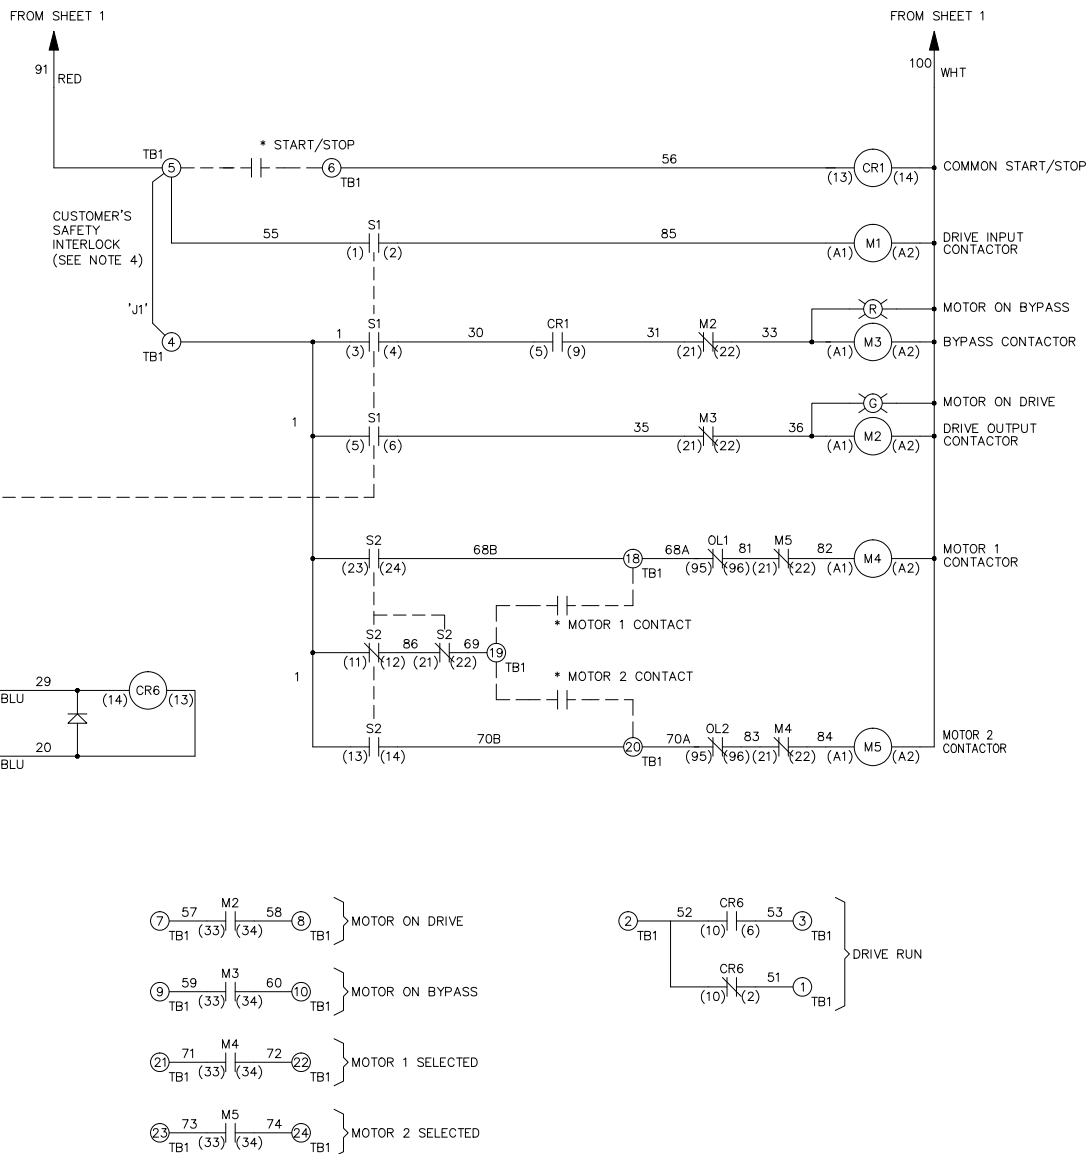 FROM SHEET 1
FROM SHEET 1
91
RED
100
WHT
* START/STOP
TB1
5
6
TB1
56
CR1
(13)
(14)
COMMON START/STOP
CUSTOMER'S
SAFETY
INTERLOCK
(SEE NOTE 4)
55
S1
(1)
(2)
85
M1
(A1)
(A2)
DRIVE INPUT
CONTACTOR
'J1'
R
MOTOR ON BYPASS
4
TB1
1
S1
(3)
(4)
30
CR1
(5)
(9)
31
M2
(21)
(22)
33
M3
(A1)
(A2)
BYPASS CONTACTOR
G
MOTOR ON DRIVE
1
S1
(5)
(6)
35
M3
(21)
(22)
36
M2
(A1)
(A2)
DRIVE OUTPUT
CONTACTOR
S2
(23)
(24)
68B
18
TB1
68A
OL1
(95)
(96)
81
M5
(21)
(22)
82
M4
(A1)
(A2)
MOTOR 1
CONTACTOR
* MOTOR 1 CONTACT
S2
(11)
(12)
86
S2
(21)
(22)
69
19
TB1
1
* MOTOR 2 CONTACT
29
BLU
(14)
CR6
(13)
20
BLU
S2
(13)
(14)
70B
20
TB1
70A
OL2
(95)
(96)
83
M4
(21)
(22)
84
M5
(A1)
(A2)
MOTOR 2
CONTACTOR
7
TB1
57
M2
(33)
(34)
58
8
TB1
MOTOR ON DRIVE
9
TB1
59
M3
(33)
(34)
60
10
TB1
MOTOR ON BYPASS
21
TB1
71
M4
(33)
(34)
72
22
TB1
MOTOR 1 SELECTED
23
TB1
73
M5
(33)
(34)
74
24
TB1
MOTOR 2 SELECTED
2
TB1
52
CR6
(10)
(6)
53
3
TB1
DRIVE RUN
CR6
(10)
(2)
51
1
TB1